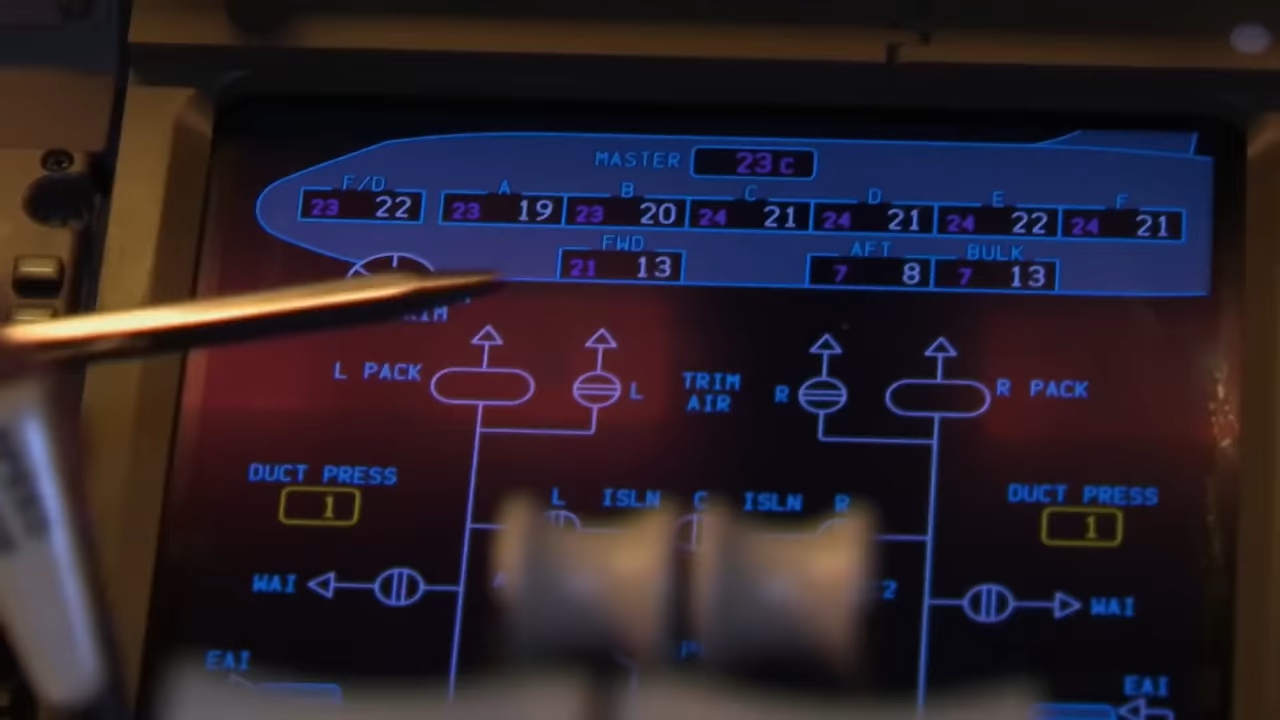 MASTER 23 c
F/D A B C D E F
23 22 23 19 23 20 24 21 24 21 24 22 24 21
FWD AFT BULK
21 13 7 8 7 13
L PACK L TRIM R R PACK
AIR
DUCT PRESS L ISLN C ISLN R DUCT PRESS
1 1
WAI 2 WAI
EAI EAI